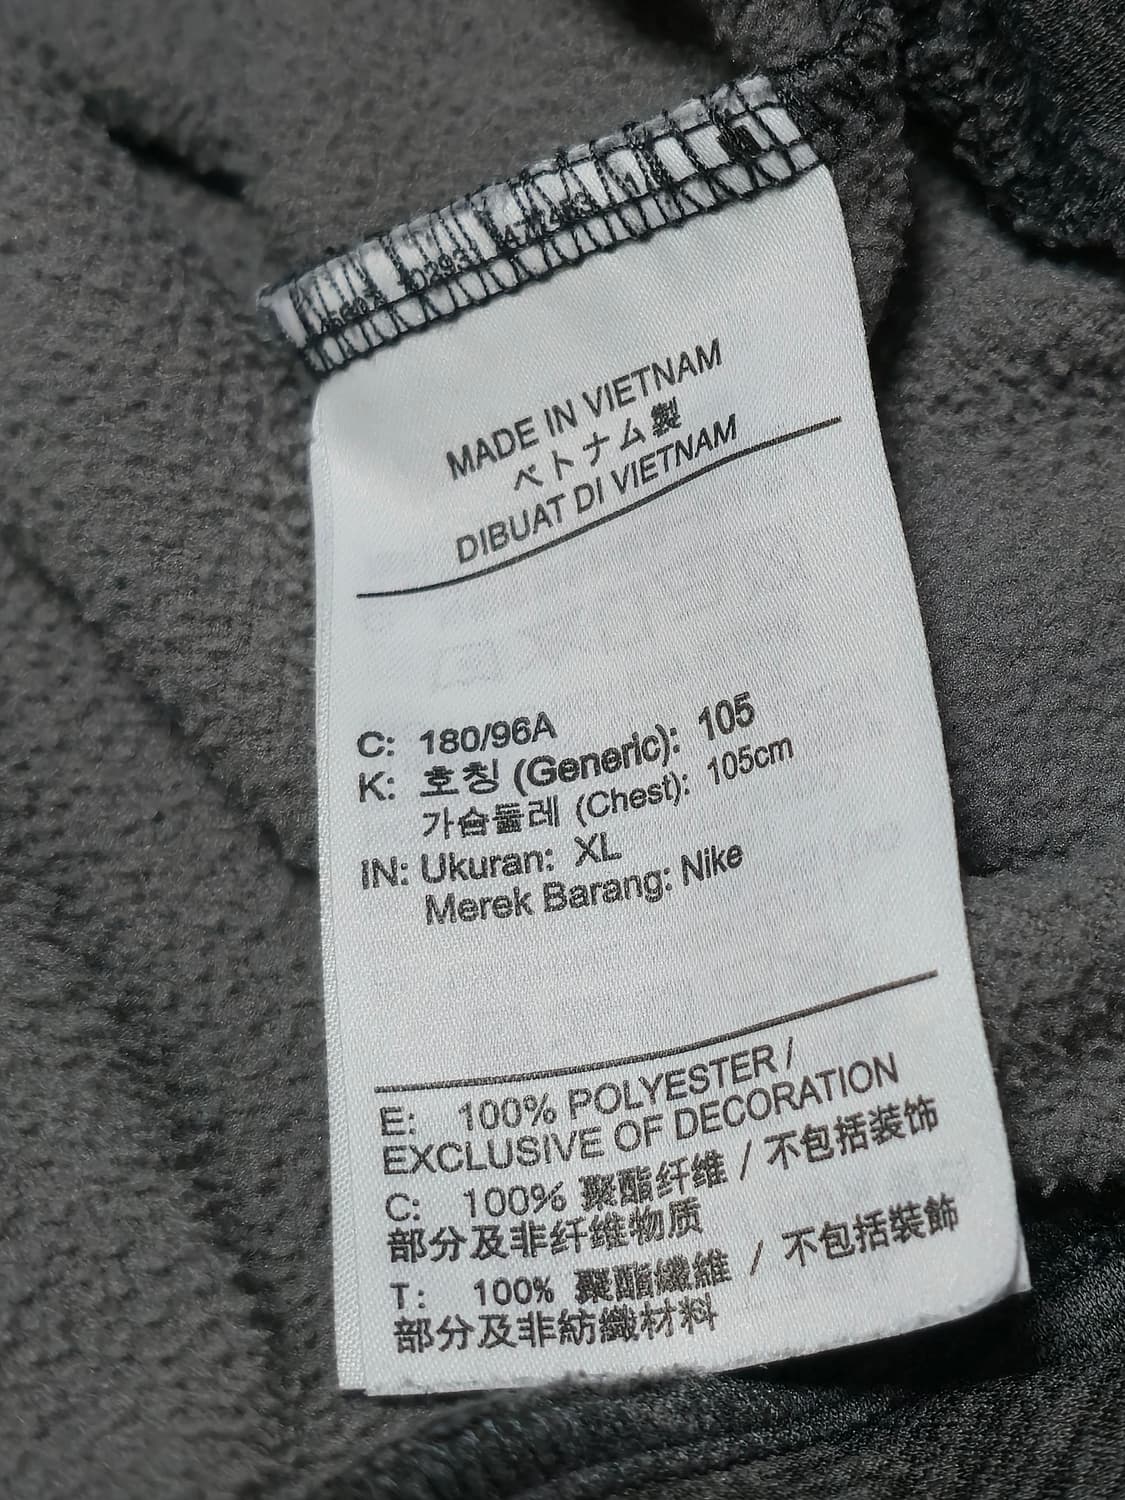 MADE IN VIETNAM
ベトナム製
DIBUAT DI VIETNAM
C: 180/96A
K: 호칭 (Generic): 105
가슴둘레 (Chest): 105cm
IN: Ukuran: XL
Merek Barang: Nike
E: 100% POLYESTER /
EXCLUSIVE OF DECORATION
C: 100% 聚酯纤维 / 不包括装饰
部分及非纤维物质
T: 100% 聚酯纖維 / 不包括裝飾
部分及非紡織材料